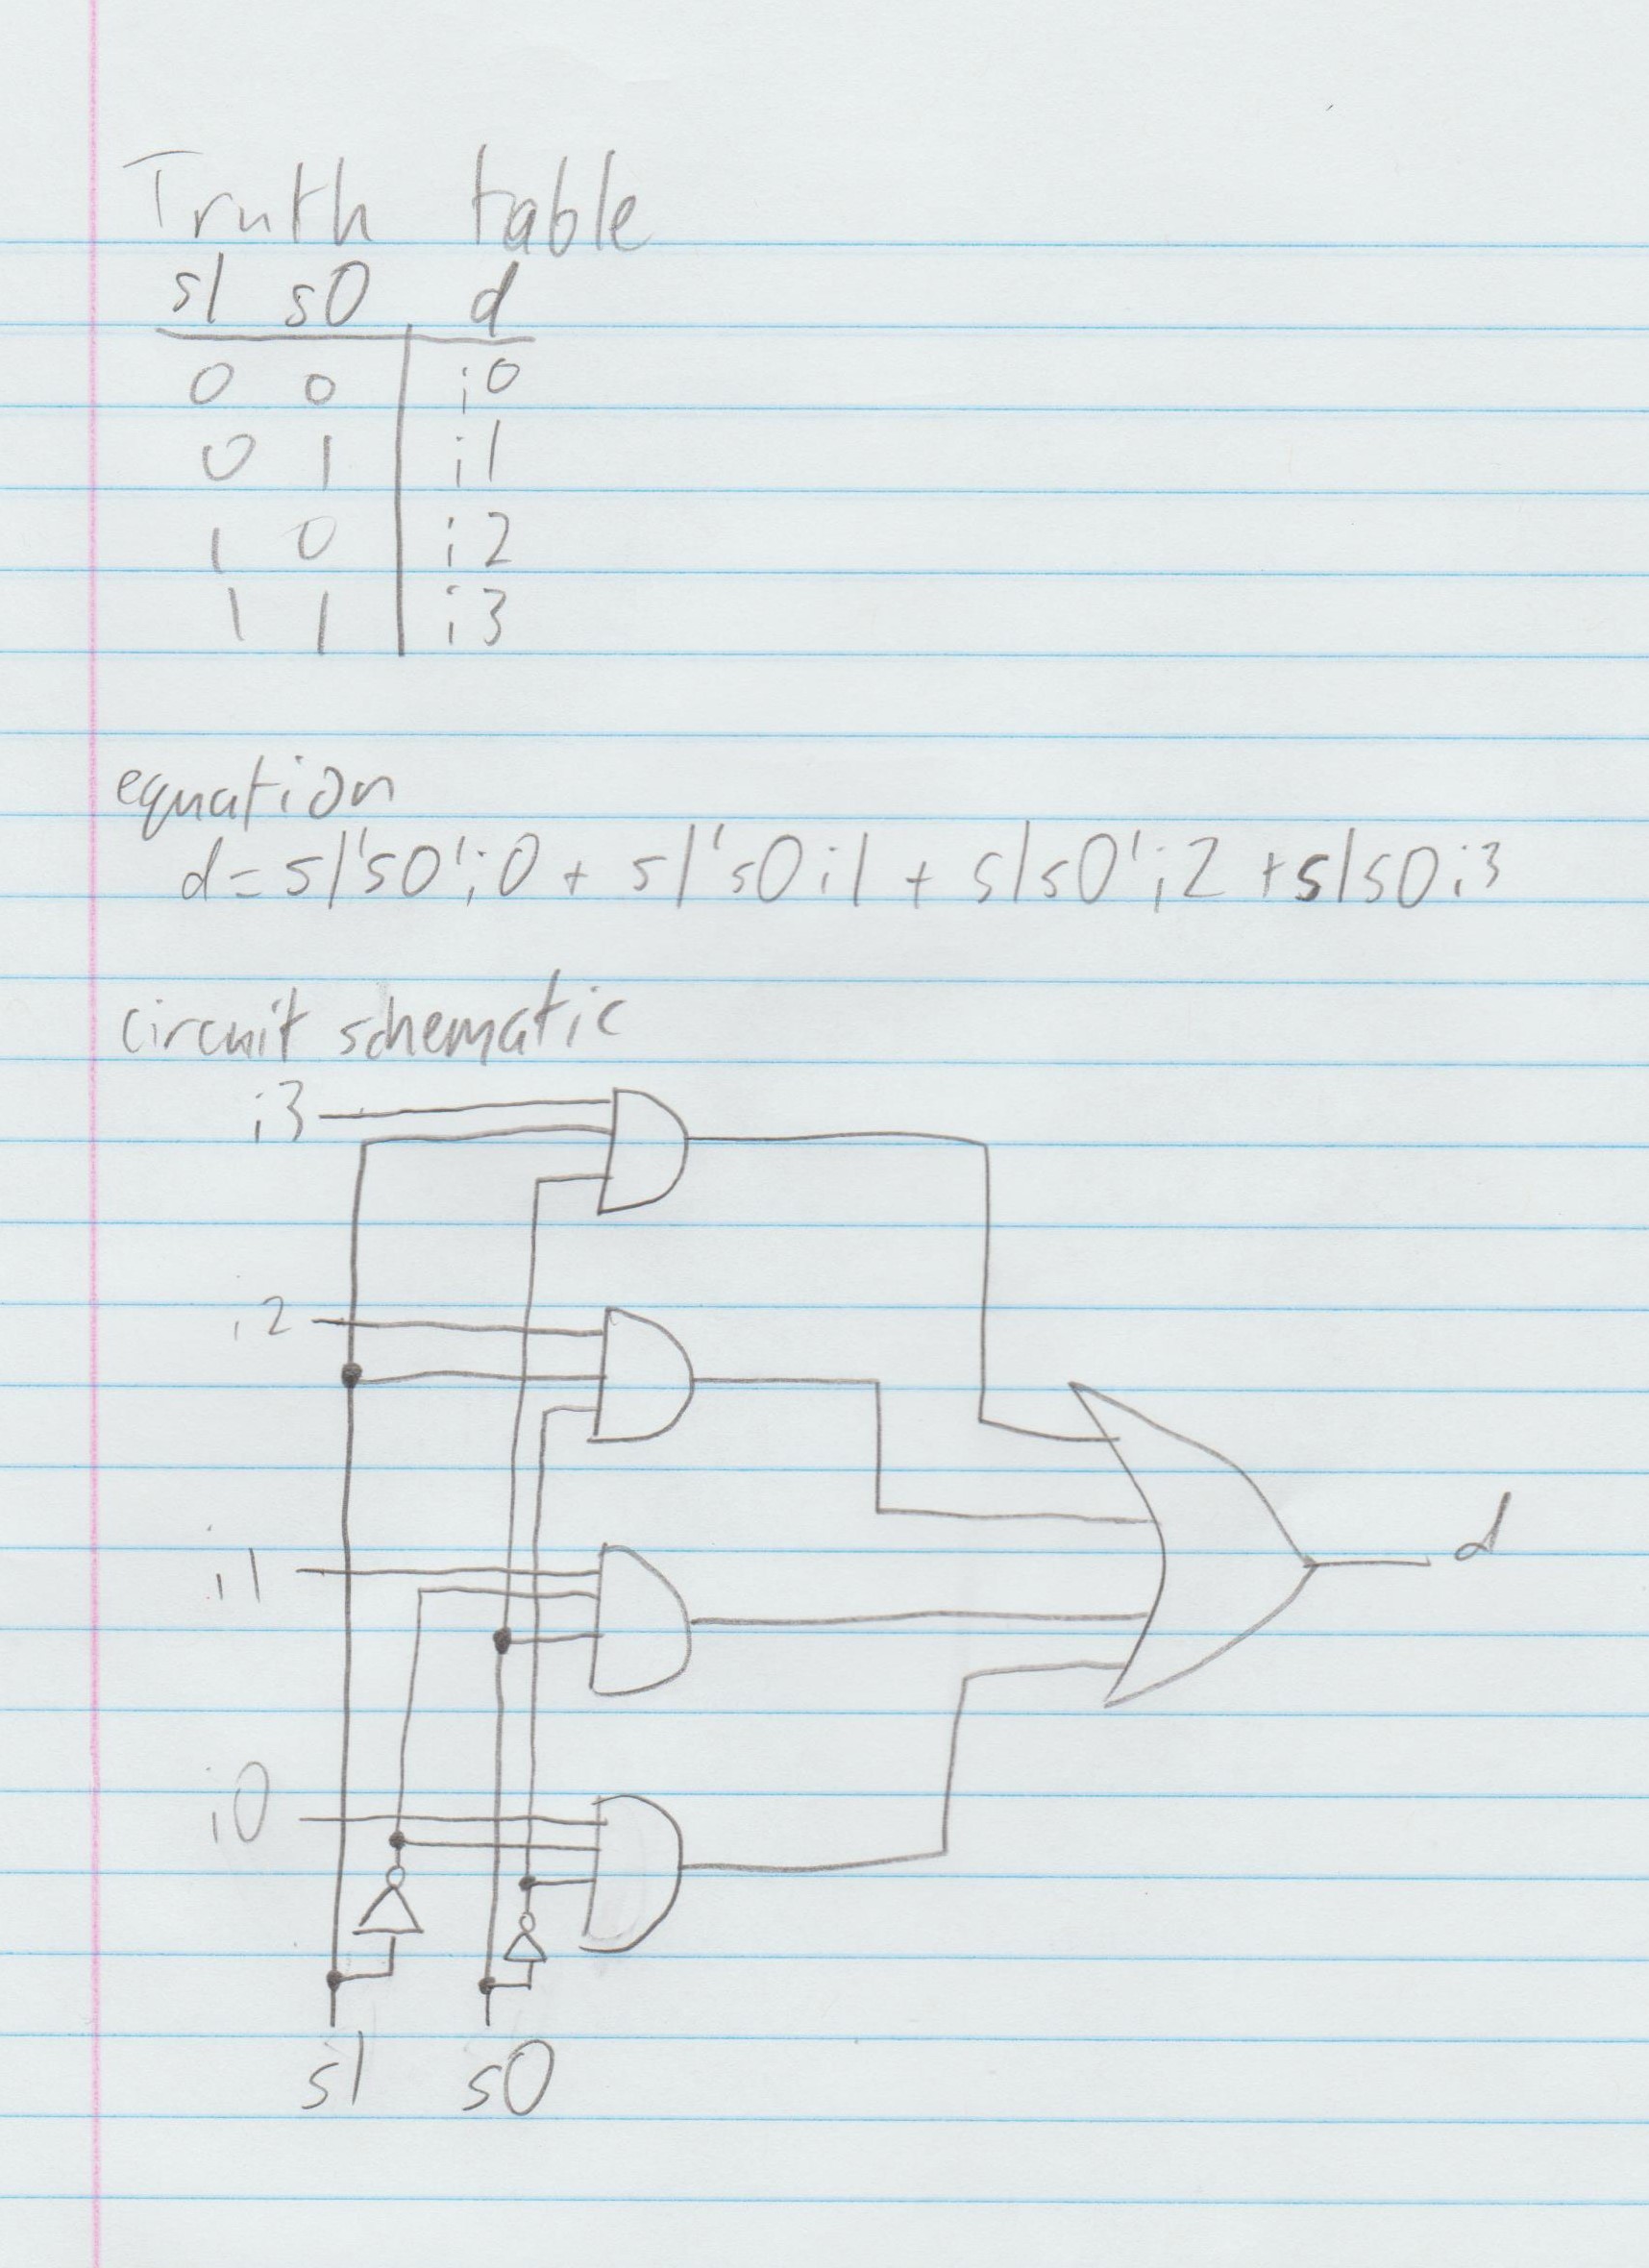 Truth table
s1 s0 d
0 0 i0
0 1 i1
1 0 i2
1 1 i3
equation
d=s1's0'i0 + s1's0i1 + s1s0'i2 + s1s0i3
circuit schematic
i3
i2
i1
d
i0
s1 s0